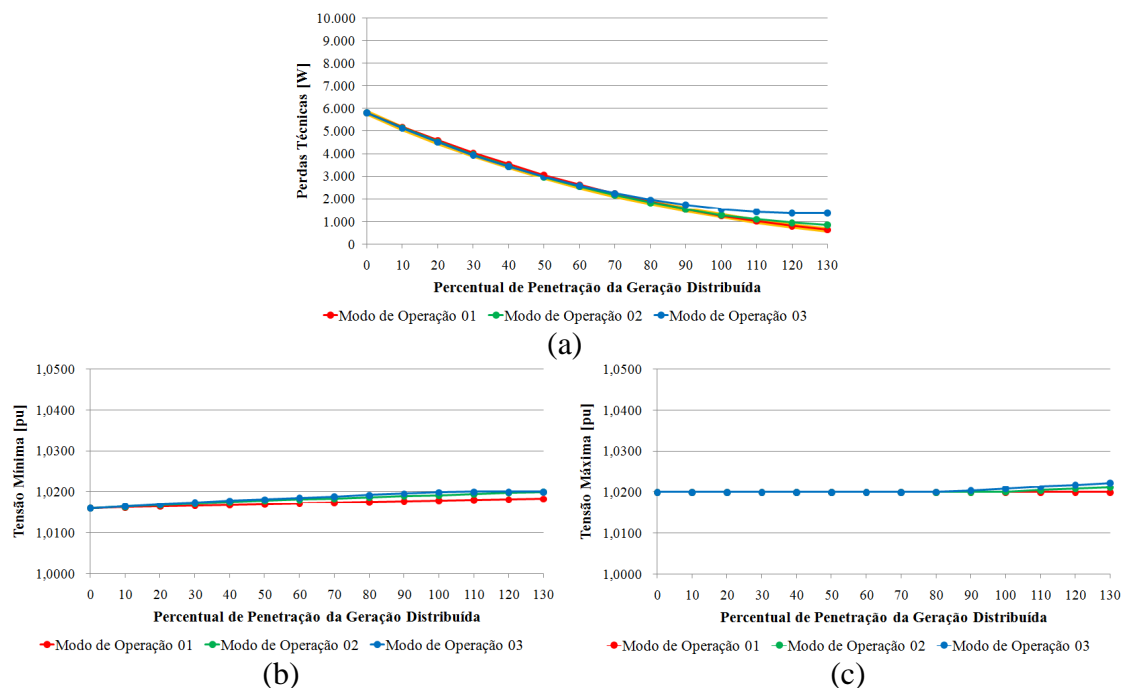 10.000
9.000
8.000
7.000
6.000
5.000
4.000
3.000
2.000
1.000
0
Perdas Técnicas [W]
0 10 20 30 40 50 60 70 80 90 100 110 120 130
Percentual de Penetração da Geração Distribuída
Modo de Operação 01 Modo de Operação 02 Modo de Operação 03
(a)
1,0500
1,0400
1,0300
1,0200
1,0100
1,0000
Tensão Mínima [pu]
0 10 20 30 40 50 60 70 80 90 100 110 120 130
Percentual de Penetração da Geração Distribuída
Modo de Operação 01 Modo de Operação 02 Modo de Operação 03
(b)
1,0500
1,0400
1,0300
1,0200
1,0100
1,0000
Tensão Máxima [pu]
0 10 20 30 40 50 60 70 80 90 100 110 120 130
Percentual de Penetração da Geração Distribuída
Modo de Operação 01 Modo de Operação 02 Modo de Operação 03
(c)